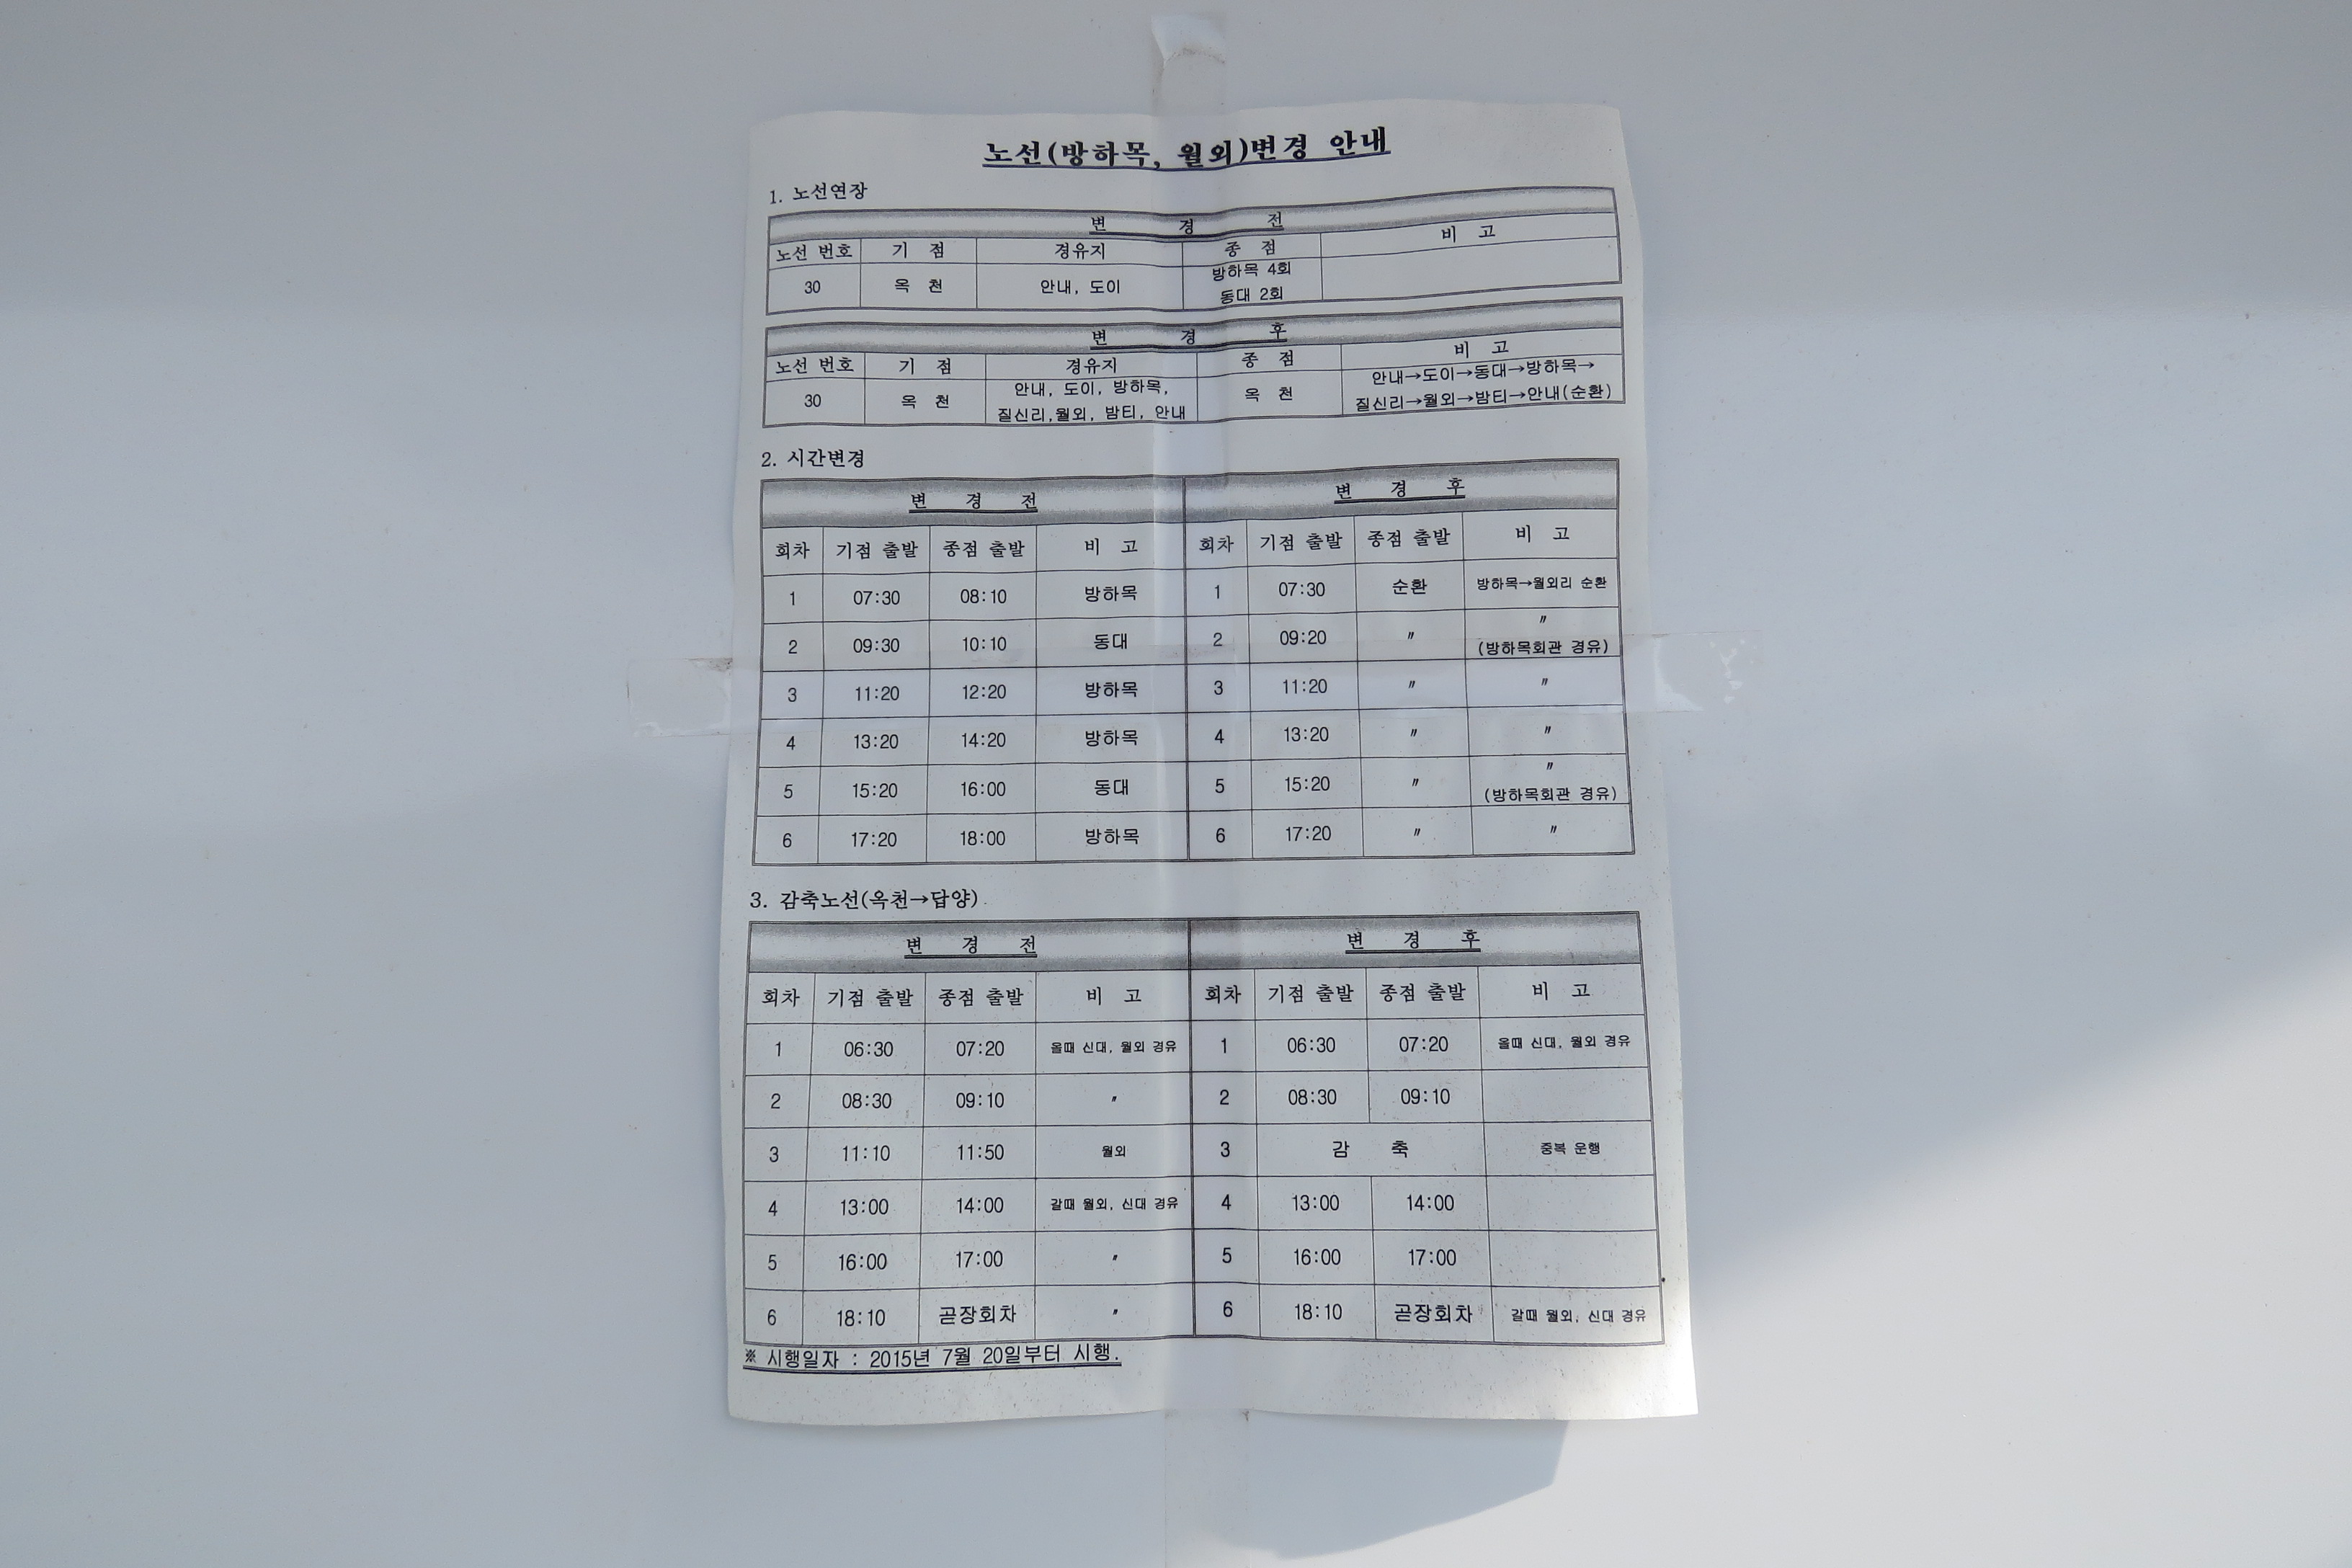 노선(방하목, 월외)변경 안내
1. 노선연장
변 경 전
노선 번호 기 점 경유지 종 점 비 고
30 옥 천 안내, 도이 방하목 4회
동대 2회
변 경 후
노선 번호 기 점 경유지 종 점 비 고
30 옥 천 안내, 도이, 방하목, 질신리,월외, 밤티, 안내 옥 천 안내→도이→동대→방하목→
질신리→월외→밤티→안내(순환)
2. 시간변경
변 경 전 변 경 후
회차 기점 출발 종점 출발 비 고 회차 기점 출발 종점 출발 비 고
1 07:30 08:10 방하목 1 07:30 순환 방하목→월외리 순환
2 09:30 10:10 동대 2 09:20 〃 〃
(방하목회관 경유)
3 11:20 12:20 방하목 3 11:20 〃 〃
4 13:20 14:20 방하목 4 13:20 〃 〃
5 15:20 16:00 동대 5 15:20 〃 〃
(방하목회관 경유)
6 17:20 18:00 방하목 6 17:20 〃 〃
3. 감축노선(옥천→답양)
변 경 전 변 경 후
회차 기점 출발 종점 출발 비 고 회차 기점 출발 종점 출발 비 고
1 06:30 07:20 올때 신대, 월외 경유 1 06:30 07:20 올때 신대, 월외 경유
2 08:30 09:10 〃 2 08:30 09:10
3 11:10 11:50 월외 3 감 축 중복 운행
4 13:00 14:00 갈때 월외, 신대 경유 4 13:00 14:00
5 16:00 17:00 〃 5 16:00 17:00
6 18:10 곧장회차 〃 6 18:10 곧장회차 갈때 월외, 신대 경유
※ 시행일자 : 2015년 7월 20일부터 시행.